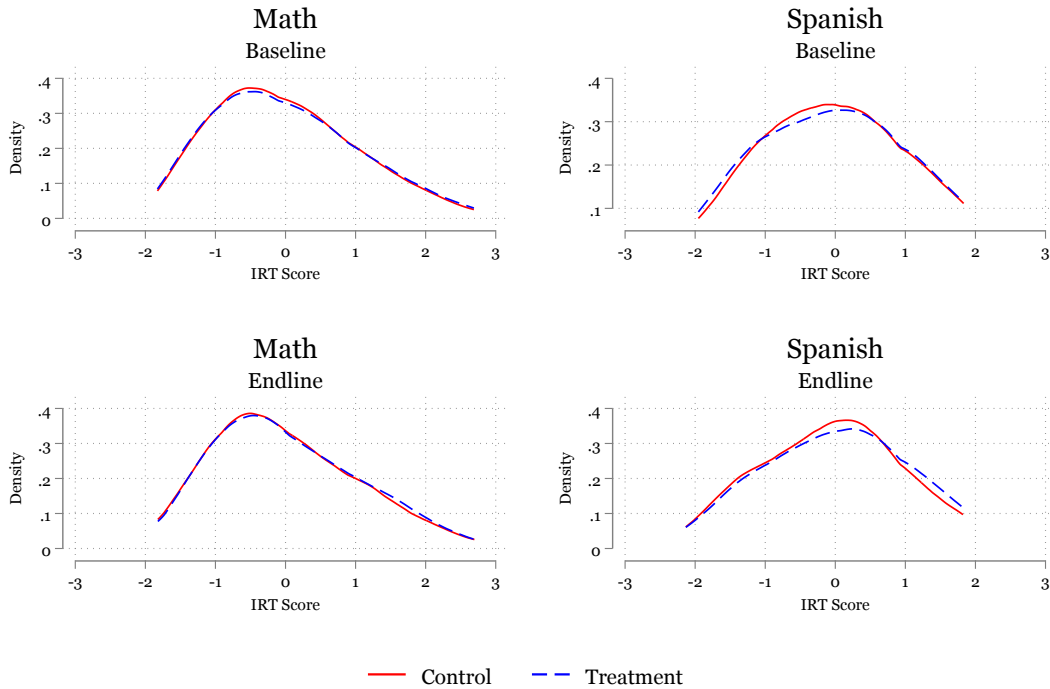 Math
Baseline
Density
.4
.3
.2
.1
0
-3 -2 -1 0 1 2 3
IRT Score
Spanish
Baseline
Density
.4
.3
.2
.1
-3 -2 -1 0 1 2 3
IRT Score
Math
Endline
Density
.4
.3
.2
.1
0
-3 -2 -1 0 1 2 3
IRT Score
Spanish
Endline
Density
.4
.3
.2
.1
0
-3 -2 -1 0 1 2 3
IRT Score
Control Treatment